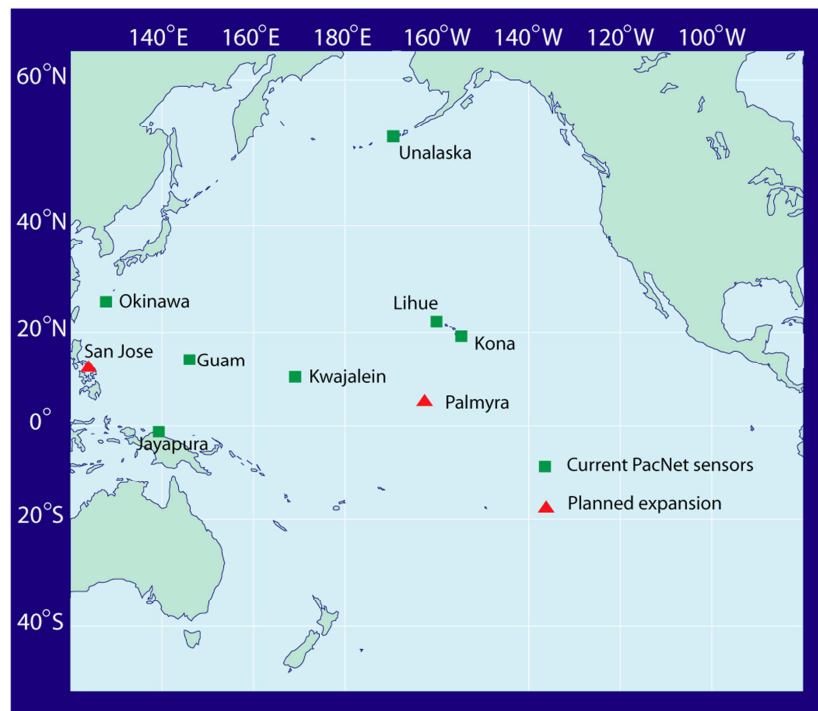 140°E 160°E 180°E 160°W 140°W 120°W 100°W
60°N
Unalaska
40°N
Okinawa
Lihue
20°N
Kona
San Jose
Guam
Kwajalein
Palmyra
0°
Jayapura
Current PacNet sensors
Planned expansion
20°S
40°S